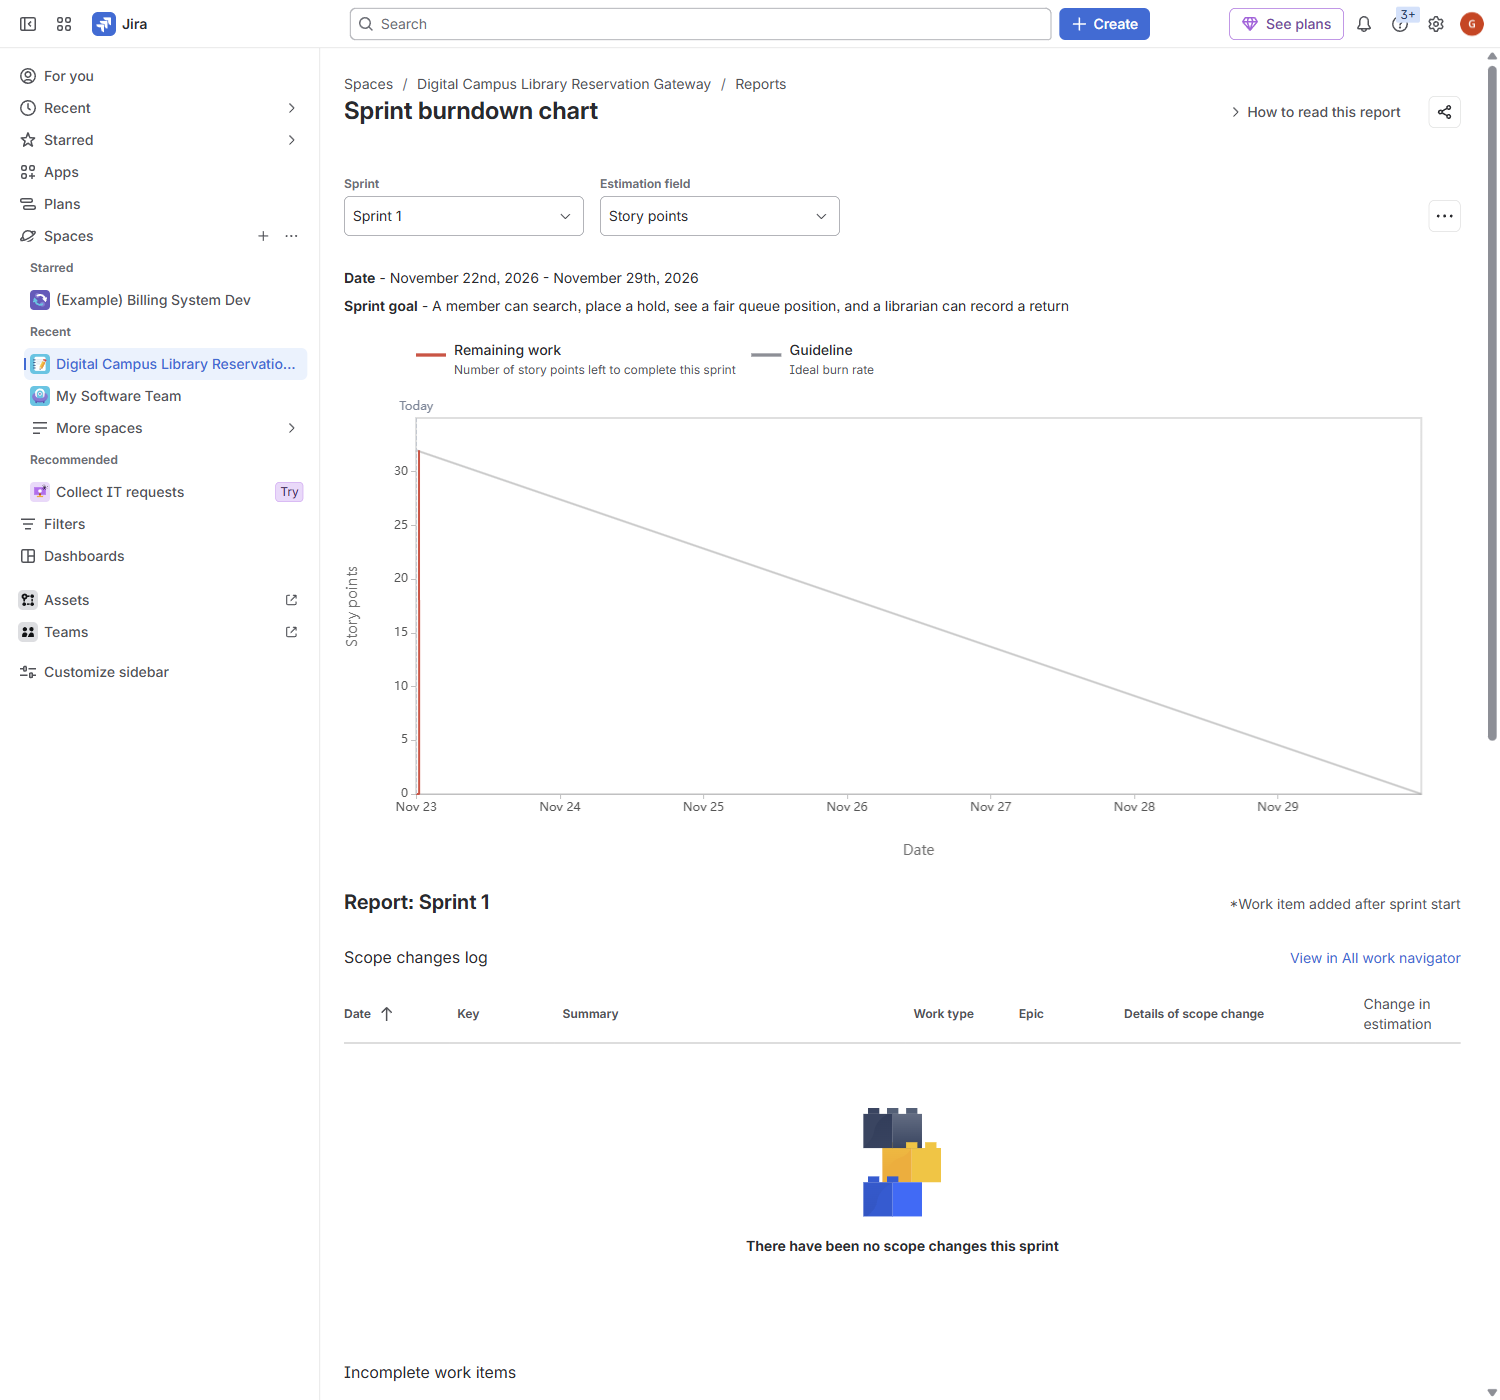 Jira
Search
Create
See plans
3+
G
For you
Recent
Starred
Apps
Plans
Spaces
Starred
(Example) Billing System Dev
Recent
Digital Campus Library Reservatio...
My Software Team
More spaces
Recommended
Collect IT requests
Try
Filters
Dashboards
Assets
Teams
Customize sidebar
Spaces / Digital Campus Library Reservation Gateway / Reports
Sprint burndown chart
How to read this report
Sprint
Estimation field
Sprint 1
Story points
Date - November 22nd, 2026 - November 29th, 2026
Sprint goal - A member can search, place a hold, see a fair queue position, and a librarian can record a return
Remaining work
Number of story points left to complete this sprint
Guideline
Ideal burn rate
Today
30
25
20
15
10
5
0
Story points
Nov 23
Nov 24
Nov 25
Nov 26
Nov 27
Nov 28
Nov 29
Date
Report: Sprint 1
*Work item added after sprint start
Scope changes log
View in All work navigator
Date
Key
Summary
Work type
Epic
Details of scope change
Change in
estimation
There have been no scope changes this sprint
Incomplete work items